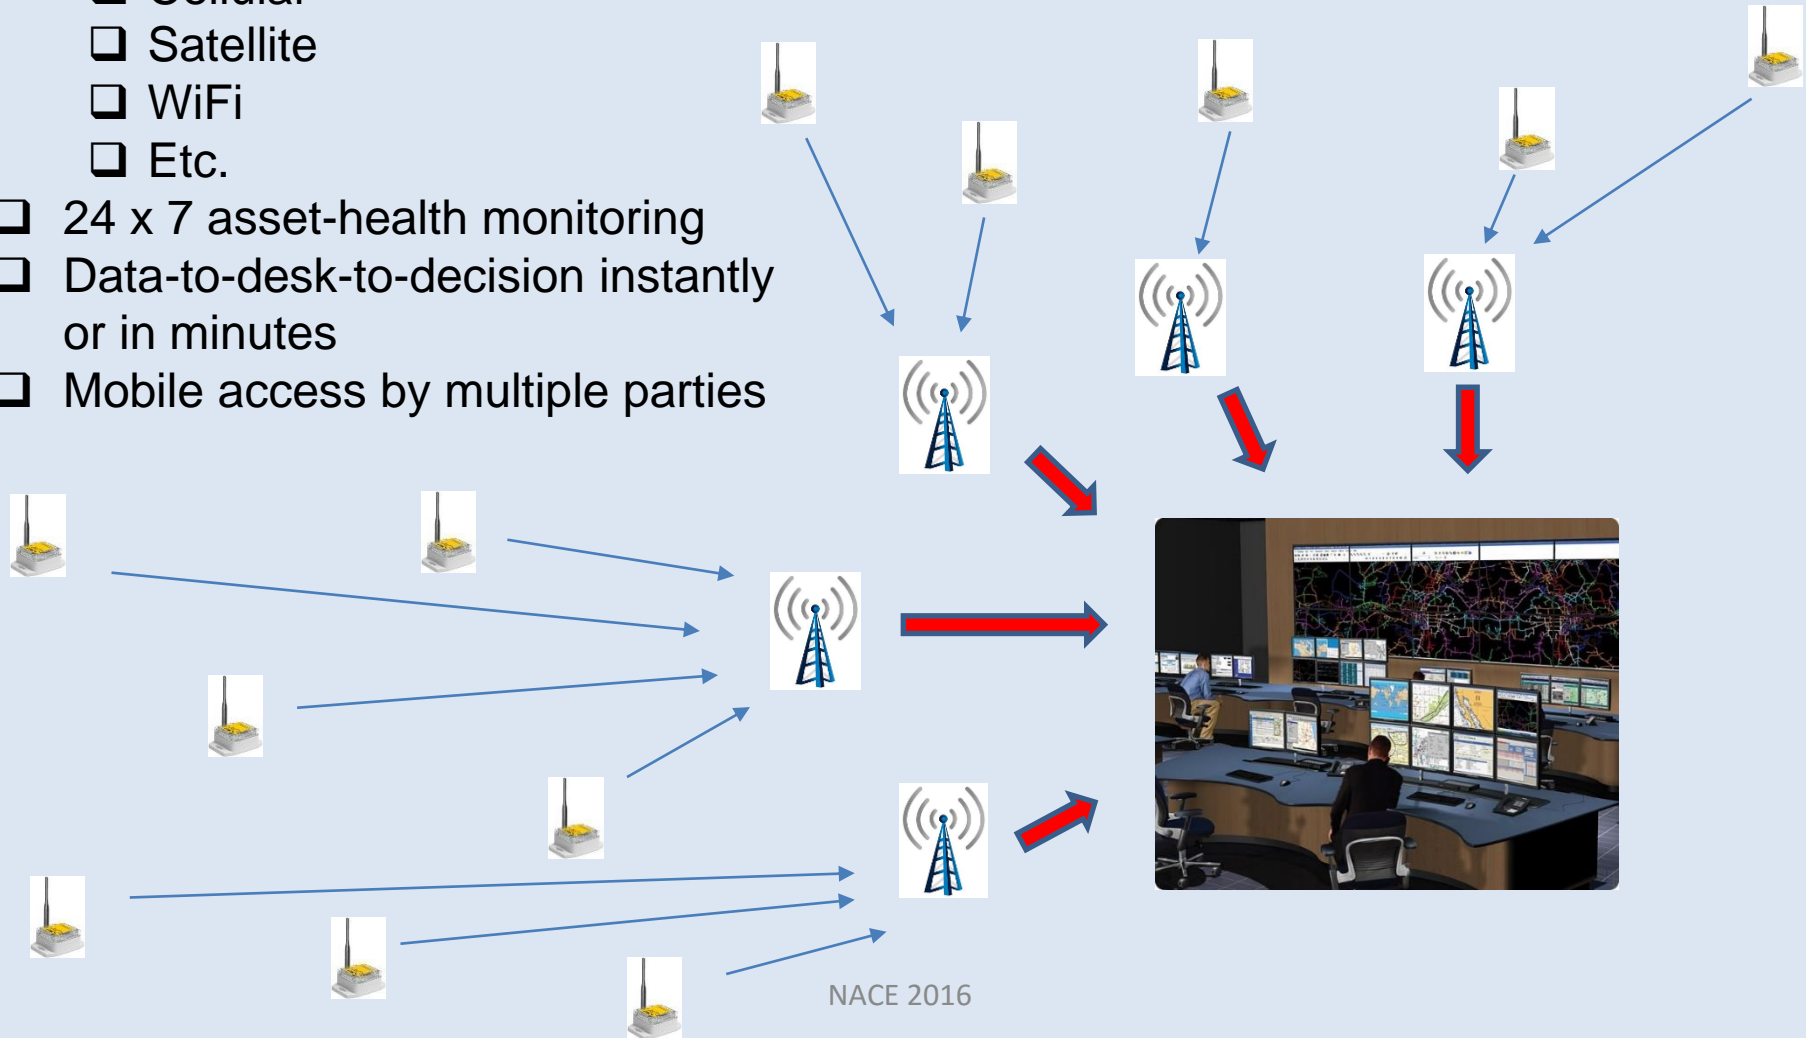 Cellular
❑ Satellite
❑ WiFi
❑ Etc.
❑ 24 x 7 asset-health monitoring
❑ Data-to-desk-to-decision instantly
or in minutes
❑ Mobile access by multiple parties
NACE 2016